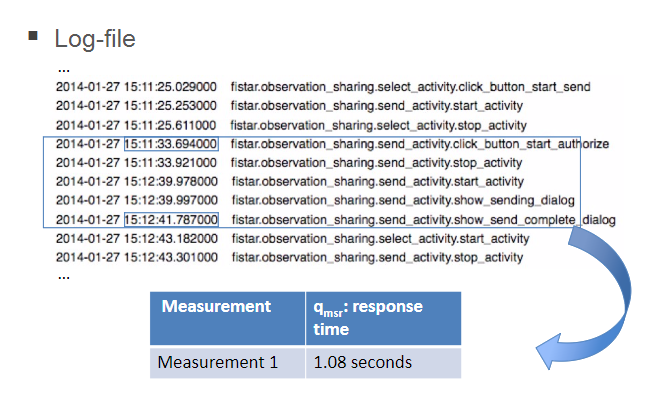 Log-file
...
2014-01-27 15:11:25.029000 fistar.observation_sharing.select_activity.click_button_start_send
2014-01-27 15:11:25.253000 fistar.observation_sharing.send_activity.start_activity
2014-01-27 15:11:25.611000 fistar.observation_sharing.select_activity.stop_activity
2014-01-27 15:11:33.694000 fistar.observation_sharing.send_activity.click_button_start_authorize
2014-01-27 15:11:33.921000 fistar.observation_sharing.send_activity.stop_activity
2014-01-27 15:12:39.978000 fistar.observation_sharing.send_activity.start_activity
2014-01-27 15:12:39.997000 fistar.observation_sharing.send_activity.show_sending_dialog
2014-01-27 15:12:41.787000 fistar.observation_sharing.send_activity.show_send_complete_dialog
2014-01-27 15:12:43.182000 fistar.observation_sharing.select_activity.start_activity
2014-01-27 15:12:43.301000 fistar.observation_sharing.send_activity.stop_activity
...
Measurement
qmsr: response
time
Measurement 1
1.08 seconds